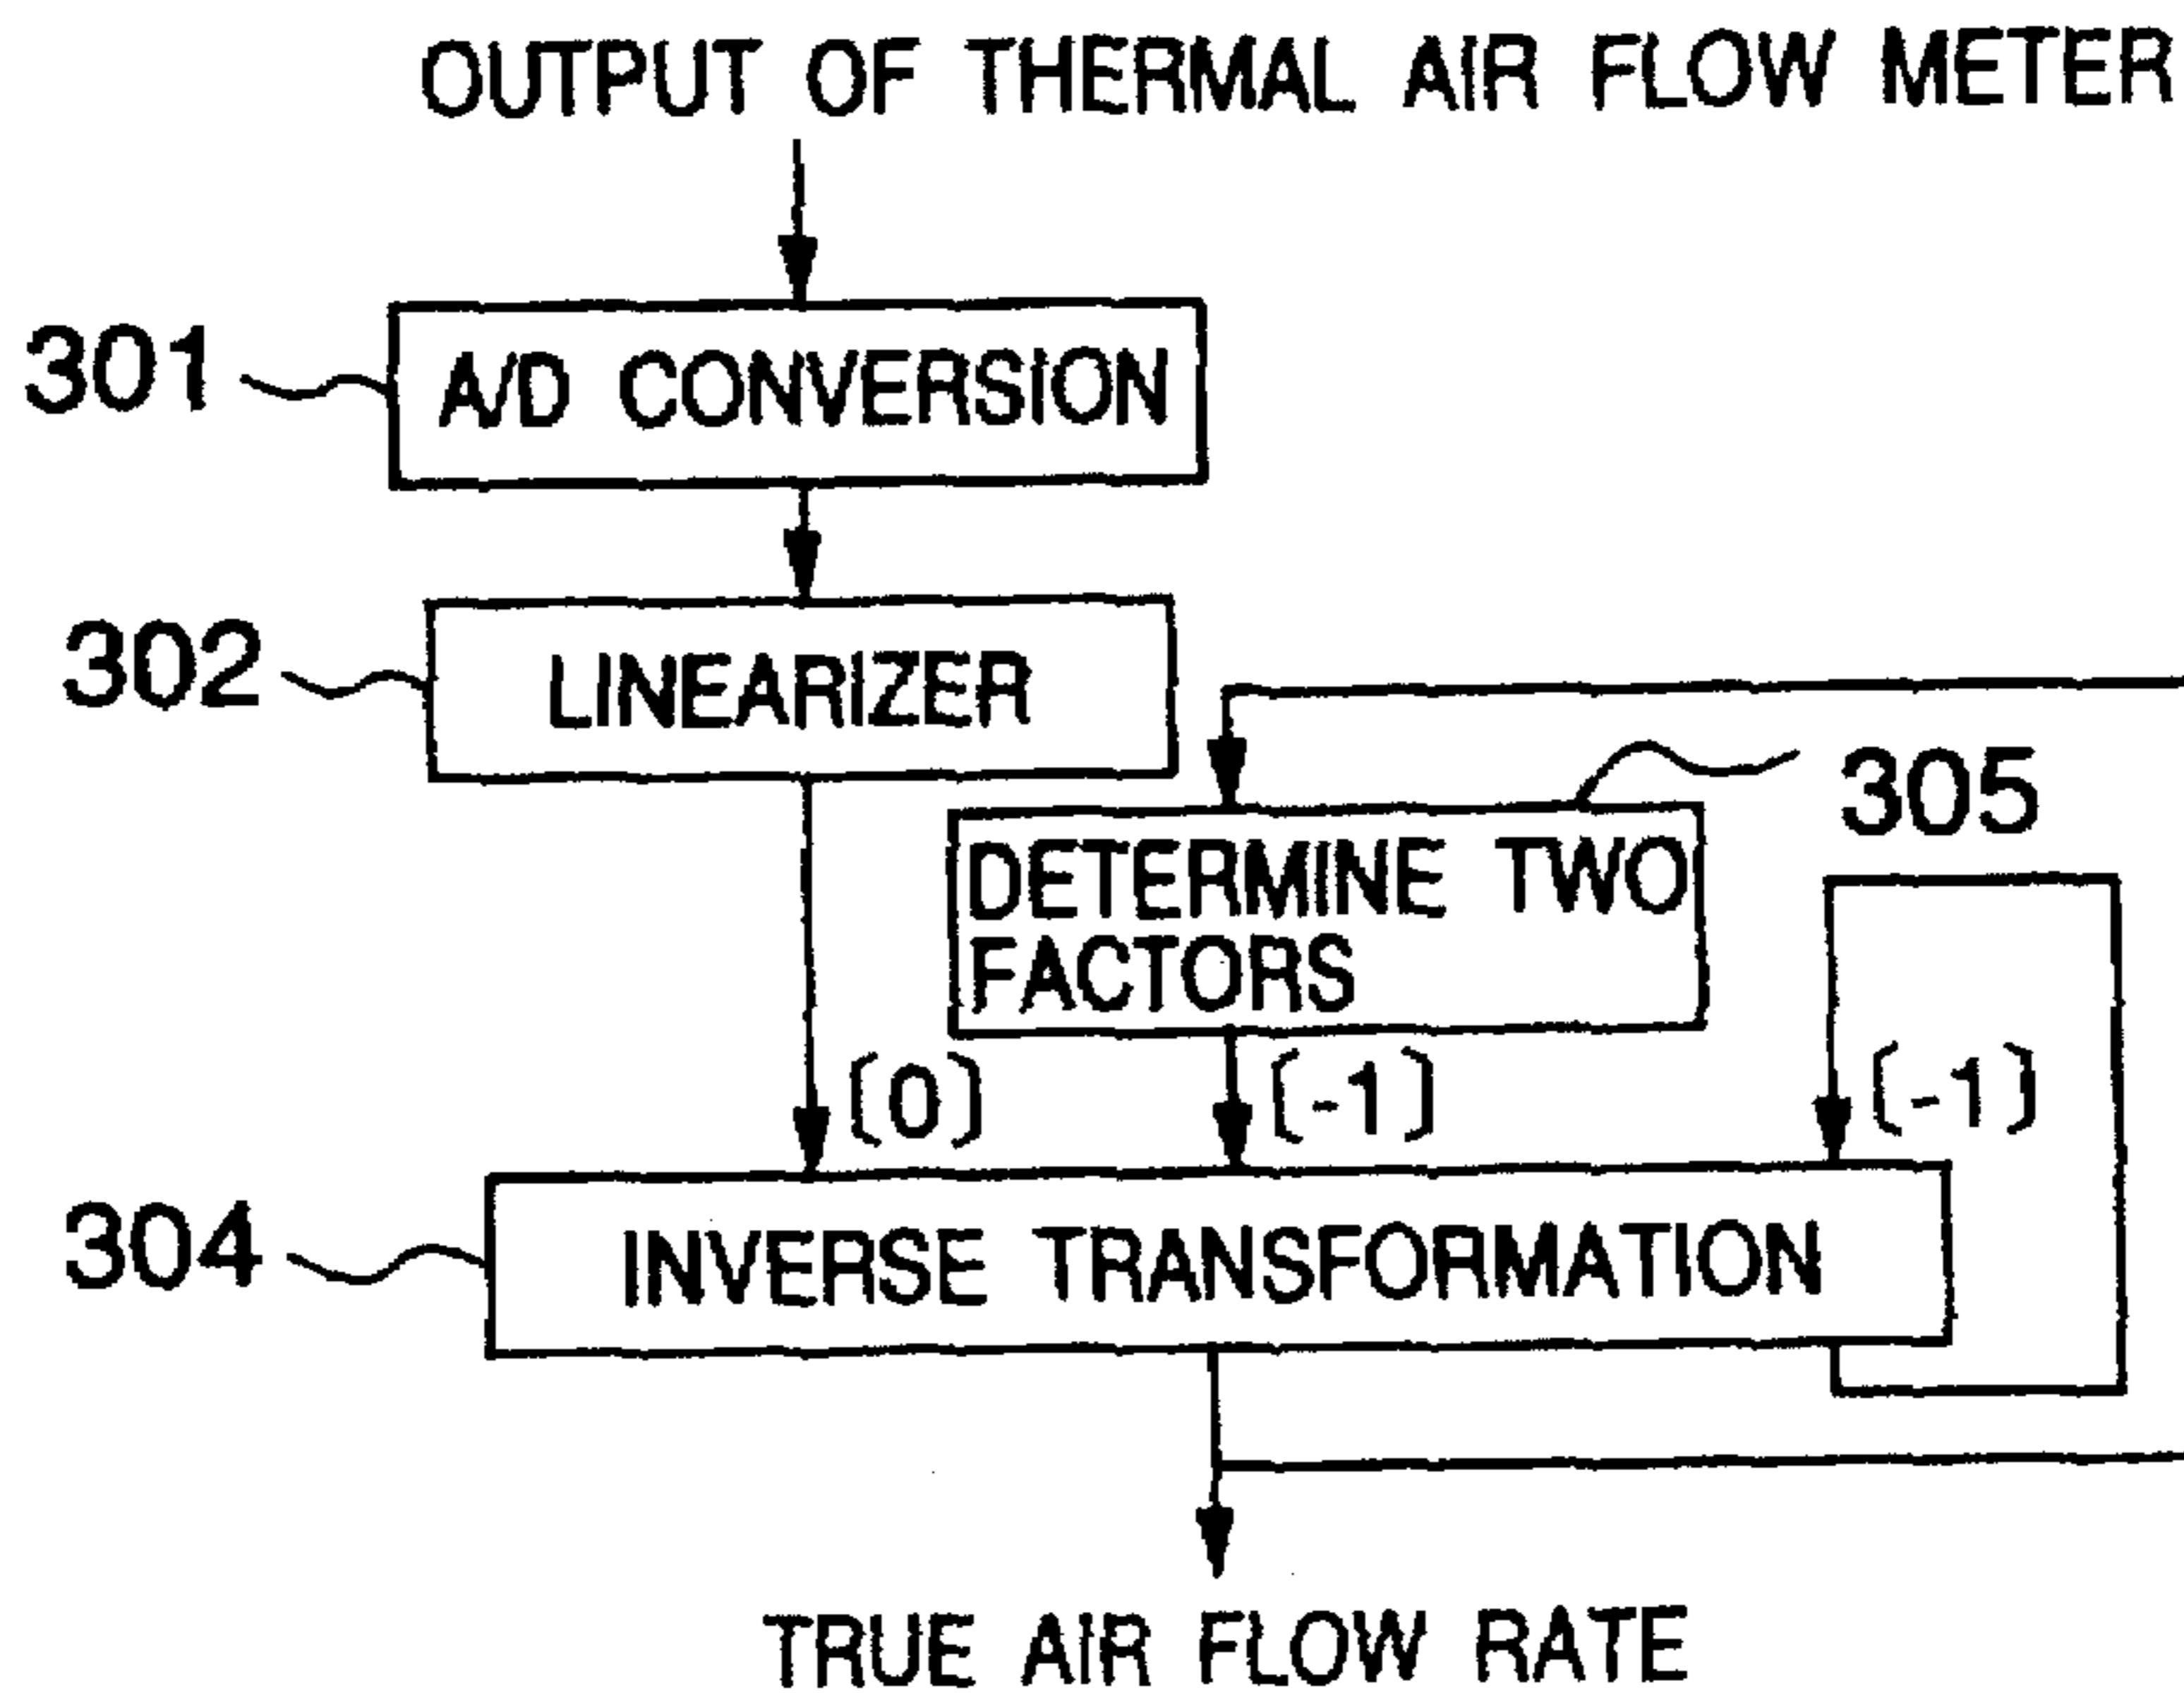 OUTPUT OF THERMAL AIR FLOW METER
301
A/D CONVERSION
302
LINEARIZER
305
DETERMINE TWO
FACTORS
(0)
(-1)
(-1)
304
INVERSE TRANSFORMATION
TRUE AIR FLOW RATE